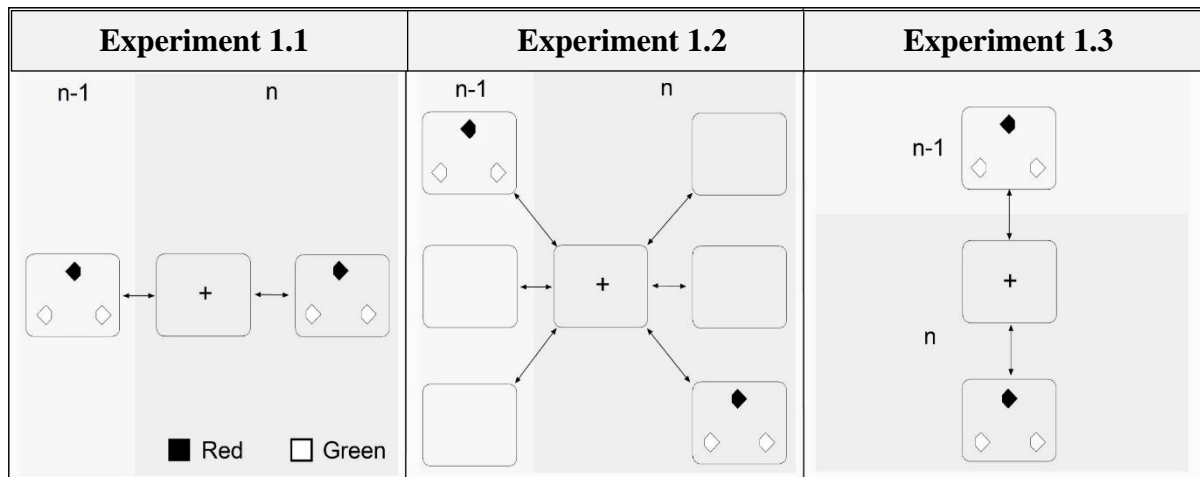 Experiment 1.1
Experiment 1.2
Experiment 1.3
n-1
n
+
Red
Green
n-1
n
+
n-1
+
n